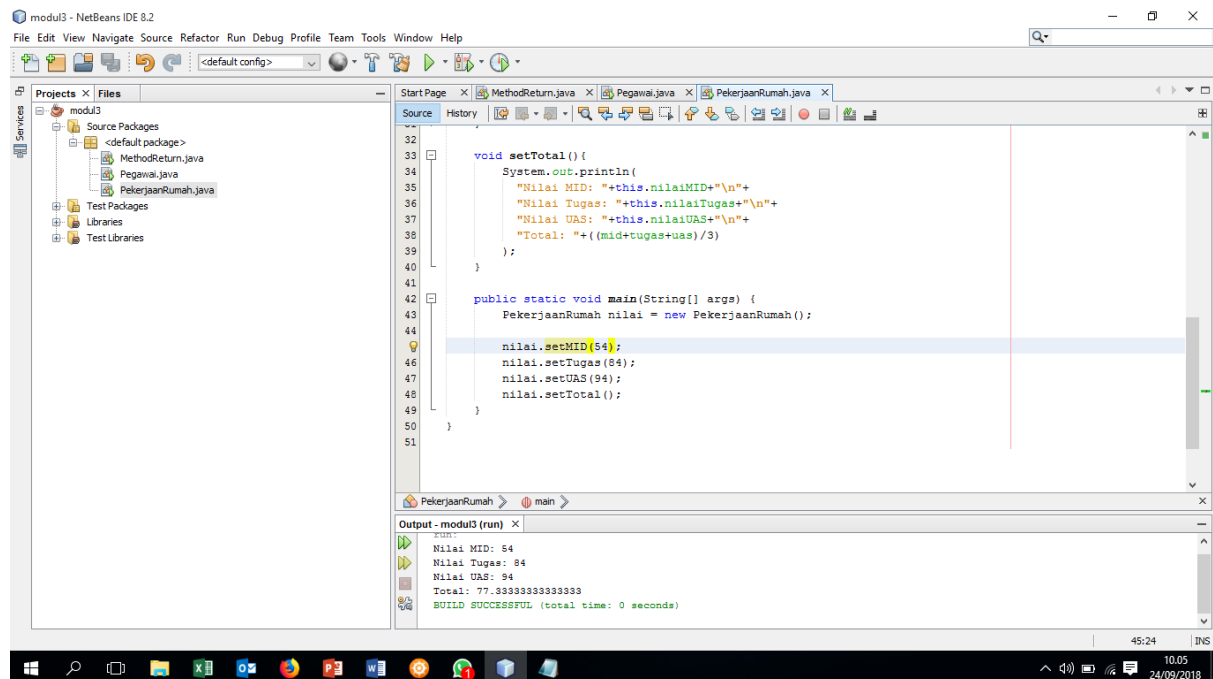 modul3 - NetBeans IDE 8.2
File Edit View Navigate Source Refactor Run Debug Profile Team Tools Window Help
<default config>
Projects Files
Services
modul3
Source Packages
<default package>
MethodReturn.java
Pegawai.java
PekerjaanRumah.java
Test Packages
Libraries
Test Libraries
Start Page MethodReturn.java Pegawai.java PekerjaanRumah.java
Source History
31 }
32
33 void setTotal(){
34 System.out.println(
35 "Nilai MID: "+this.nilaiMID+"\n"+
36 "Nilai Tugas: "+this.nilaiTugas+"\n"+
37 "Nilai UAS: "+this.nilaiUAS+"\n"+
38 "Total: "+((mid+tugas+uas)/3)
39 );
40 }
41
42 public static void main(String[] args) {
43 PekerjaanRumah nilai = new PekerjaanRumah();
44
nilai.setMID(54);
46 nilai.setTugas(84);
47 nilai.setUAS(94);
48 nilai.setTotal();
49 }
50 }
51
PekerjaanRumah main
Output - modul3 (run)
run:
Nilai MID: 54
Nilai Tugas: 84
Nilai UAS: 94
Total: 77.33333333333333
BUILD SUCCESSFUL (total time: 0 seconds)
45:24 INS
10.05
24/09/2018